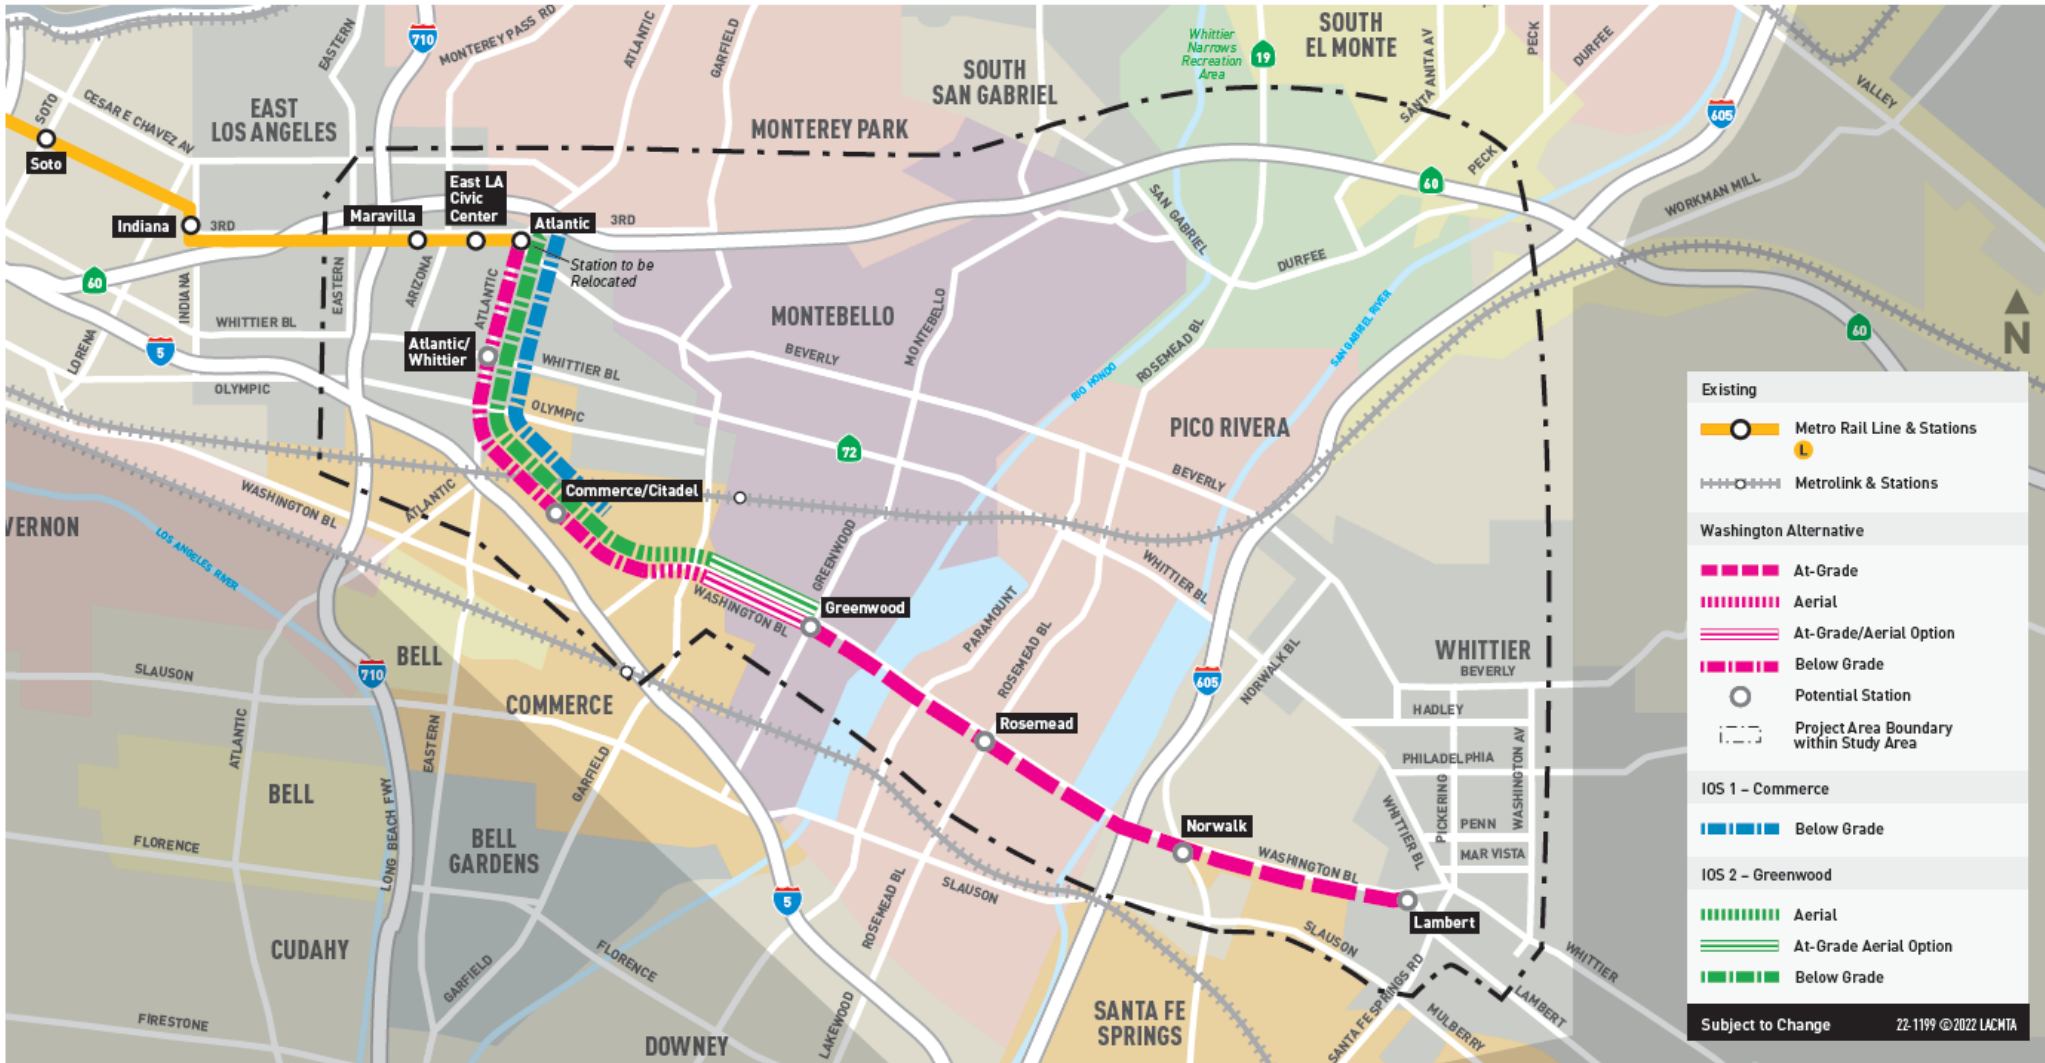 EASTERN
710
MONTEREY PASS RD
ATLANTIC
GARFIELD
Whittier
Narrows
Recreation
Area
19
SOUTH
EL MONTE
SANTA ANITA AV
PECK
DURFEE
VALLEY
605
SOTO
CESAR E CHAVEZ AV
EAST
LOS ANGELES
SOUTH
SAN GABRIEL
MONTEREY PARK
Soto
PECK
60
WORKMAN MILL
East LA
Civic
Center
Maravilla
Atlantic
Indiana
3RD
3RD
SAN GABRIEL
Station to be
Relocated
DURFEE
60
INDIANA
EASTERN
ARIZONA
ATLANTIC
WHITTIER BL
MONTEBELLO
MONTEBELLO
ROSEMEAD BL
SAN GABRIEL RIVER
60
N
5
LORENA
Atlantic/
Whittier
WHITTIER BL
BEVERLY
RIO HONDO
OLYMPIC
OLYMPIC
PICO RIVERA
72
BEVERLY
WASHINGTON BL
ATLANTIC
Commerce/Citadel
VERNON
LOS ANGELES RIVER
GREENWOOD
WHITTIER BL
WASHINGTON BL
Greenwood
PARAMOUNT
ROSEMEAD BL
NORWALK BL
WHITTIER
BEVERLY
SLAUSON
710
BELL
COMMERCE
605
HADLEY
ATLANTIC
EASTERN
GARFIELD
Rosemead
PHILADELPHIA
PICKERING
WASHINGTON AV
BELL
LONG BEACH FWY
FLORENCE
BELL
GARDENS
Norwalk
WHITTIER BL
PENN
MAR VISTA
WASHINGTON BL
5
ROSEMEAD BL
SLAUSON
Lambert
CUDAHY
GARFIELD
FLORENCE
SLAUSON
WHITTIER
FIRESTONE
DOWNEY
LAKEWOOD
SANTA FE
SPRINGS
SANTA FE SPRINGS RD
MULBERRY
LAMBERT
Existing
Metro Rail Line & Stations
L
Metrolink & Stations
Washington Alternative
At-Grade
Aerial
At-Grade/Aerial Option
Below Grade
Potential Station
Project Area Boundary
within Study Area
IOS 1 – Commerce
Below Grade
IOS 2 – Greenwood
Aerial
At-Grade Aerial Option
Below Grade
Subject to Change 22-1199 ©2022 LACMTA